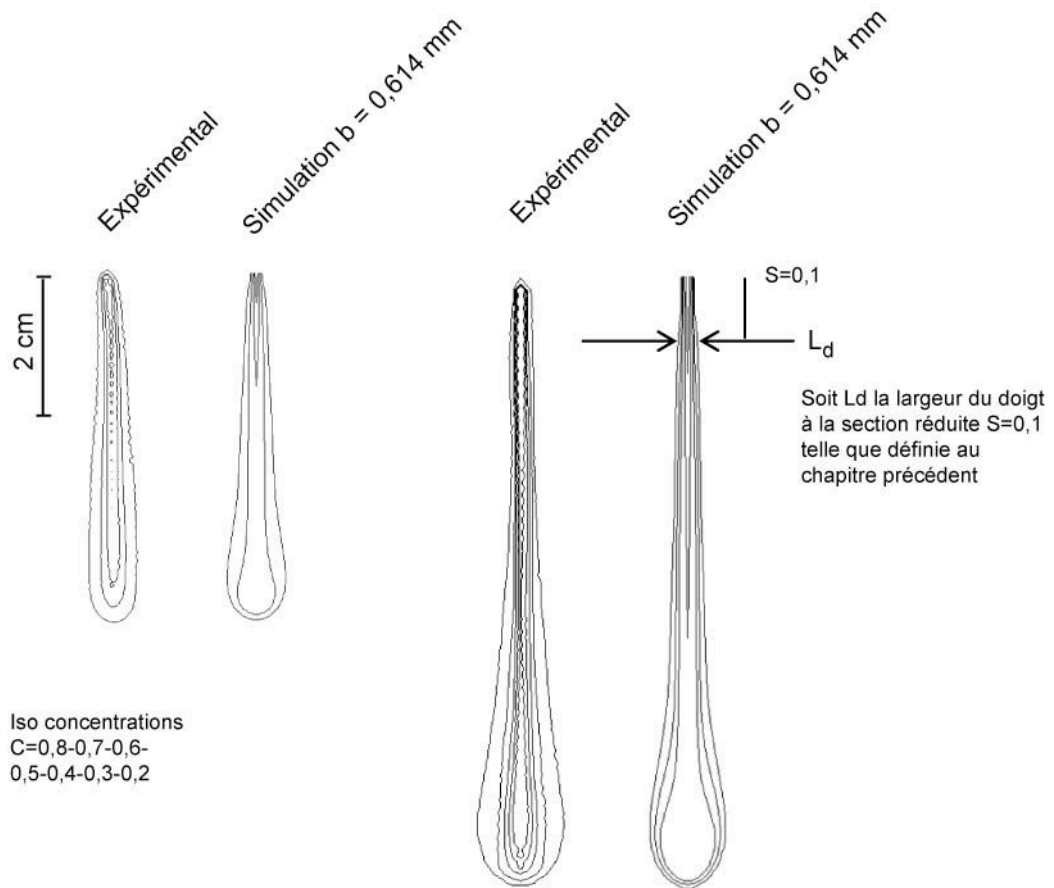 Expérimental
Simulation b = 0,614 mm
Expérimental
Simulation b = 0,614 mm
2 cm
S=0,1
L_d
Soit Ld la largeur du doigt
à la section réduite S=0,1
telle que définie au
chapitre précédent
Iso concentrations
C=0,8-0,7-0,6-
0,5-0,4-0,3-0,2